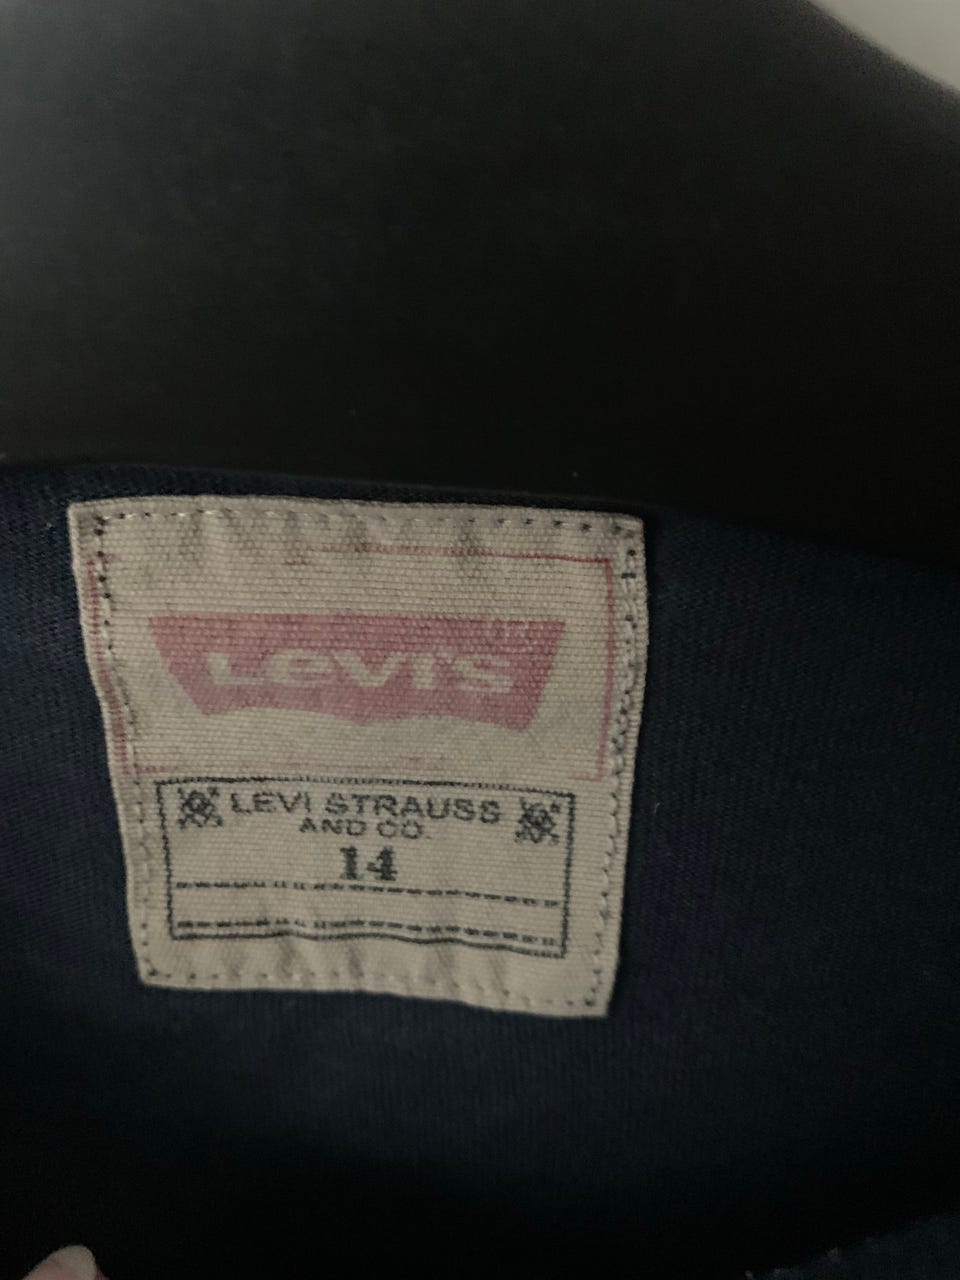 Levi's
LEVI STRAUSS
AND CO.
14